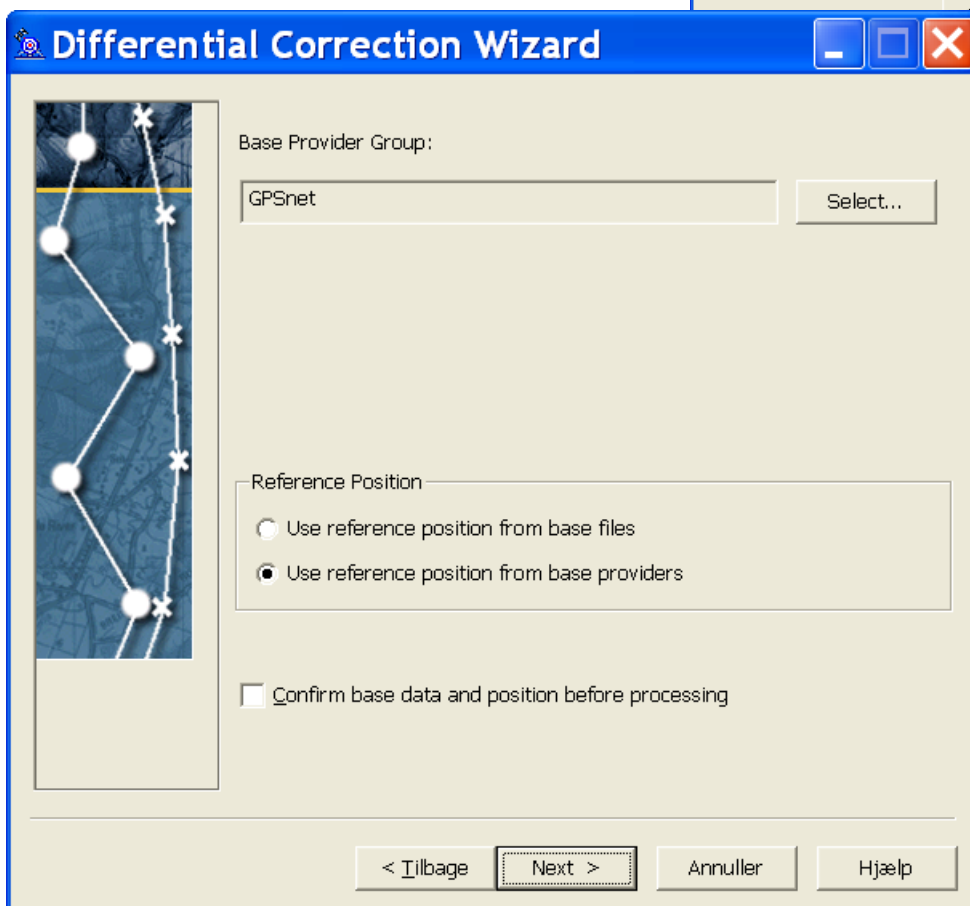 Differential Correction Wizard
Base Provider Group:
GPSnet
Select...
Reference Position
Use reference position from base files
Use reference position from base providers
Confirm base data and position before processing
< Tilbage
Next >
Annuller
Hjælp